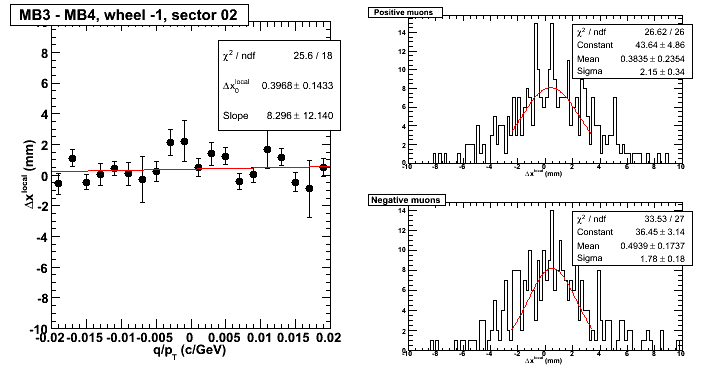 MB3 - MB4, wheel -1, sector 02
χ² / ndf 25.6 / 18
Δx₀^local 0.3968 ± 0.1433
Slope 8.296 ± 12.140
Δx^local (mm)
8
6
4
2
0
-2
-4
-6
-8
-10
-0.02 -0.015 -0.01 -0.005 0 0.005 0.01 0.015 0.02
q/p_T (c/GeV)
Positive muons
χ² / ndf 26.62 / 26
Constant 43.64 ± 4.86
Mean 0.3835 ± 0.2354
Sigma 2.15 ± 0.34
14
12
10
8
6
4
2
0
-10 -8 -6 -4 -2 0 2 4 6 8 10
Δx^local (mm)
Negative muons
χ² / ndf 33.53 / 27
Constant 36.45 ± 3.14
Mean 0.4939 ± 0.1737
Sigma 1.78 ± 0.18
14
12
10
8
6
4
2
0
-10 -8 -6 -4 -2 0 2 4 6 8 10
Δx^local (mm)